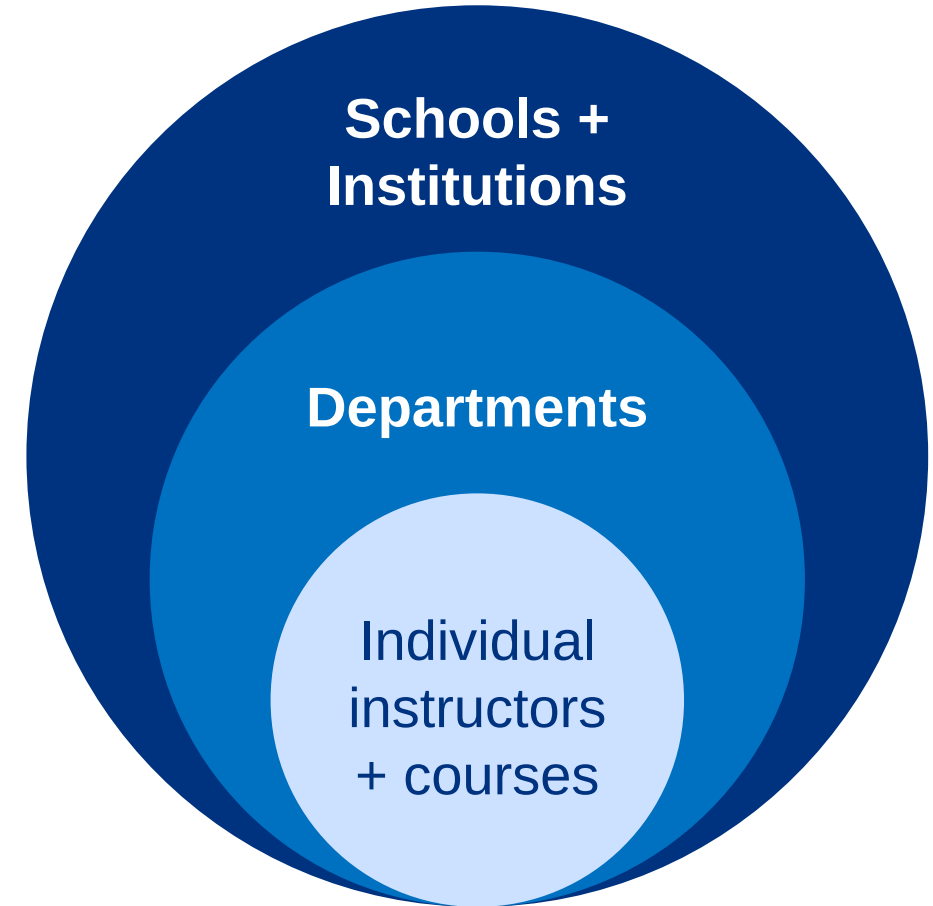 Schools +
Institutions
Departments
Individual
instructors
+ courses